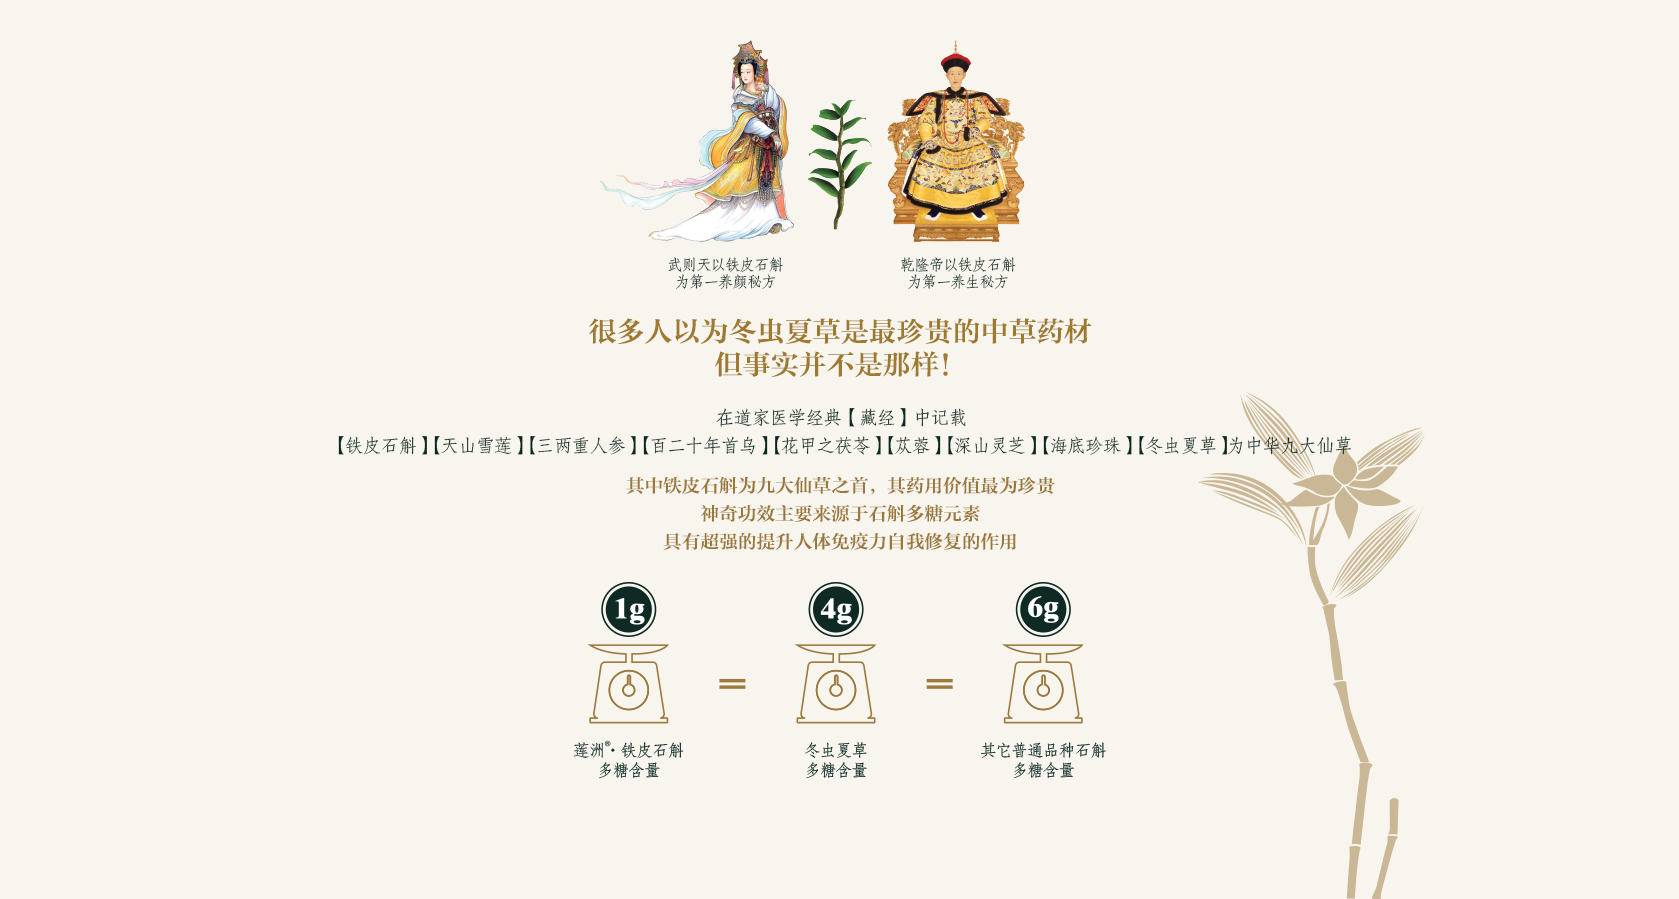 武则天以铁皮石斛
为第一养颜秘方
乾隆帝以铁皮石斛
为第一养生秘方
很多人以为冬虫夏草是最珍贵的中草药材
但事实并不是那样！
在道家医学经典【藏经】中记载
【铁皮石斛】【天山雪莲】【三两重人参】【百二十年首乌】【花甲之茯苓】【苁蓉】【深山灵芝】【海底珍珠】【冬虫夏草】为中华九大仙草
其中铁皮石斛为九大仙草之首，其药用价值最为珍贵
神奇功效主要来源于石斛多糖元素
具有超强的提升人体免疫力自我修复的作用
1g
4g
6g
=
=
莲洲®·铁皮石斛
多糖含量
冬虫夏草
多糖含量
其它普通品种石斛
多糖含量